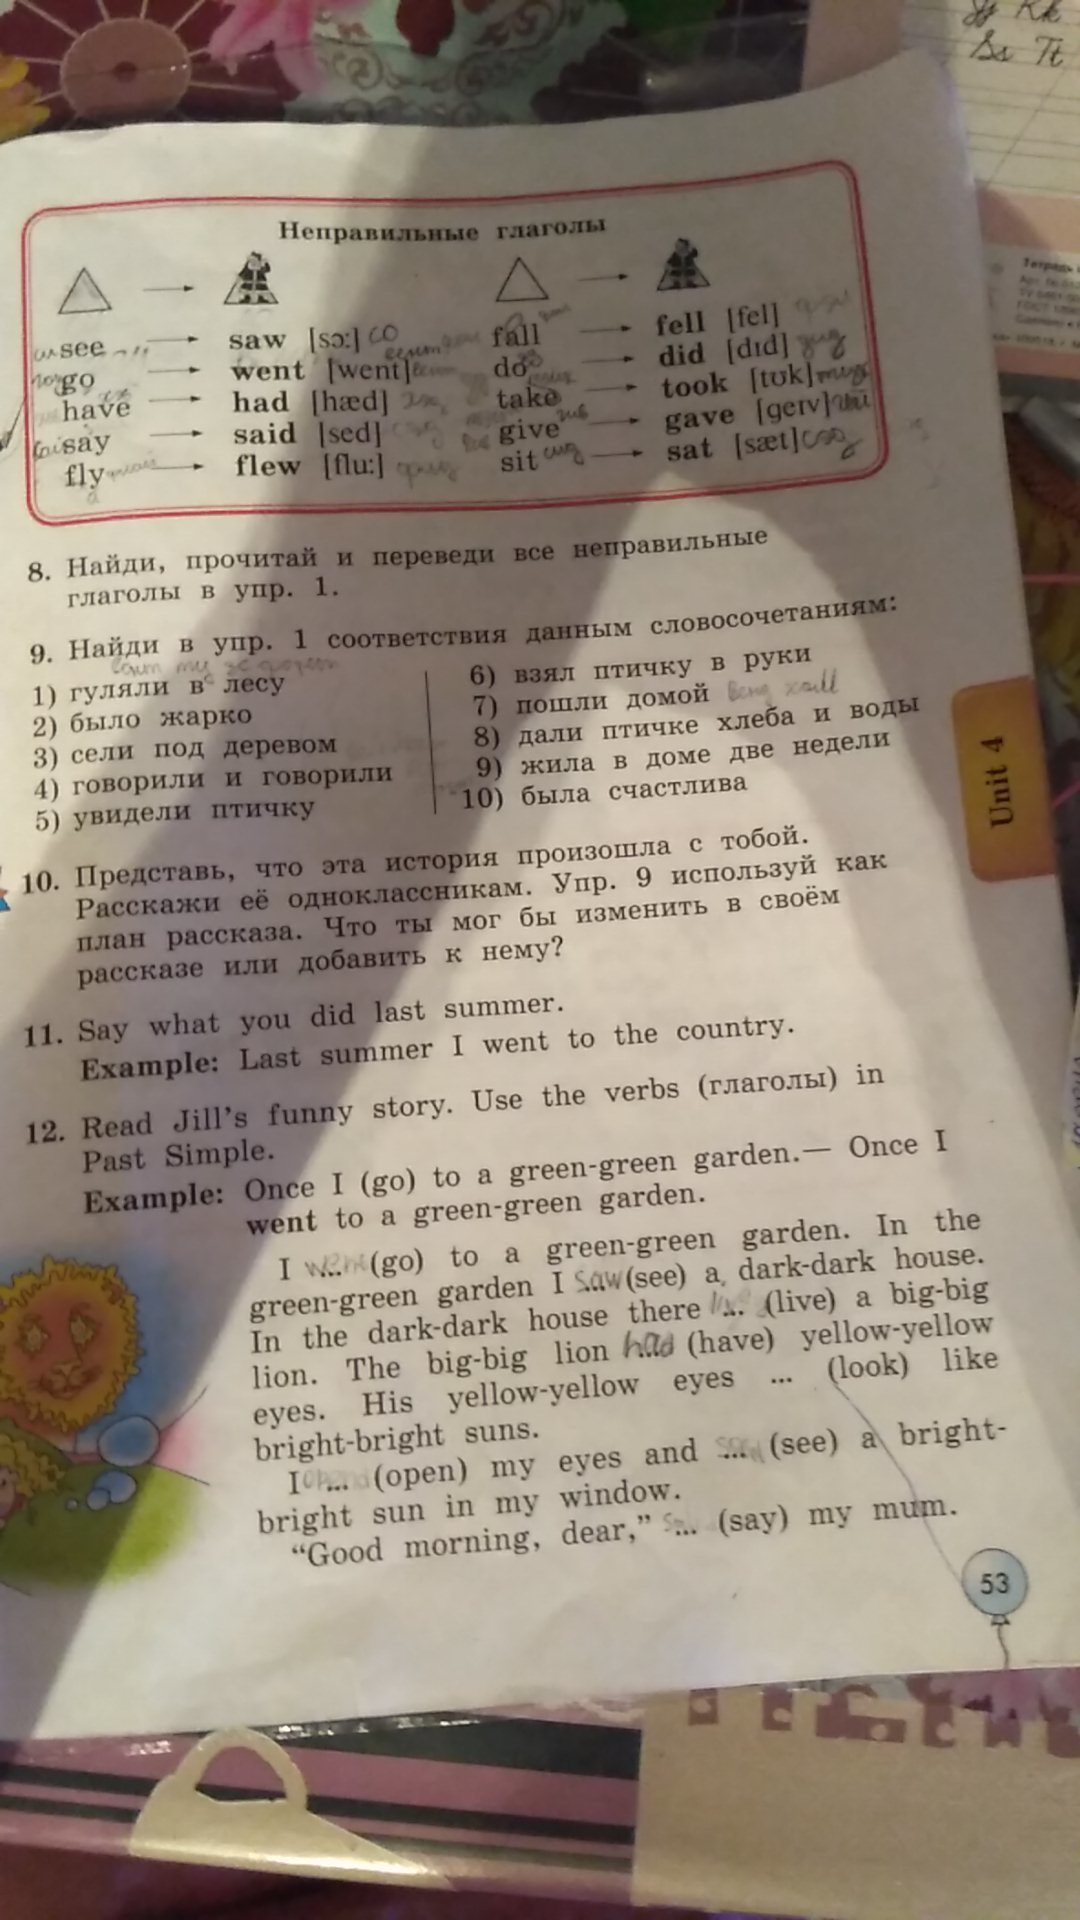 Kk
Ss Tt
Неправильные глаголы
see → saw [sɔ:] со fall → fell [fel]
go → went [went] do → did [dɪd]
have → had [hæd] take → took [tʊk]
say → said [sed] give → gave [geɪv]
fly → flew [flu:] sit → sat [sæt]
8. Найди, прочитай и переведи все неправильные
глаголы в упр. 1.
9. Найди в упр. 1 соответствия данным словосочетаниям:
1) гуляли в лесу
2) было жарко
3) сели под деревом
4) говорили и говорили
5) увидели птичку
6) взял птичку в руки
7) пошли домой
8) дали птичке хлеба и воды
9) жила в доме две недели
10) была счастлива
Unit 4
10. Представь, что эта история произошла с тобой.
Расскажи её одноклассникам. Упр. 9 используй как
план рассказа. Что ты мог бы изменить в своём
рассказе или добавить к нему?
11. Say what you did last summer.
Example: Last summer I went to the country.
12. Read Jill's funny story. Use the verbs (глаголы) in
Past Simple.
Example: Once I (go) to a green-green garden.— Once I
went to a green-green garden.
I went ... (go) to a green-green garden. In the
green-green garden I saw ... (see) a dark-dark house.
In the dark-dark house there ... (live) a big-big
lion. The big-big lion had ... (have) yellow-yellow
eyes. His yellow-yellow eyes ... (look) like
bright-bright suns.
I ... (open) my eyes and ... (see) a bright-
bright sun in my window.
“Good morning, dear,” ... (say) my mum.
53